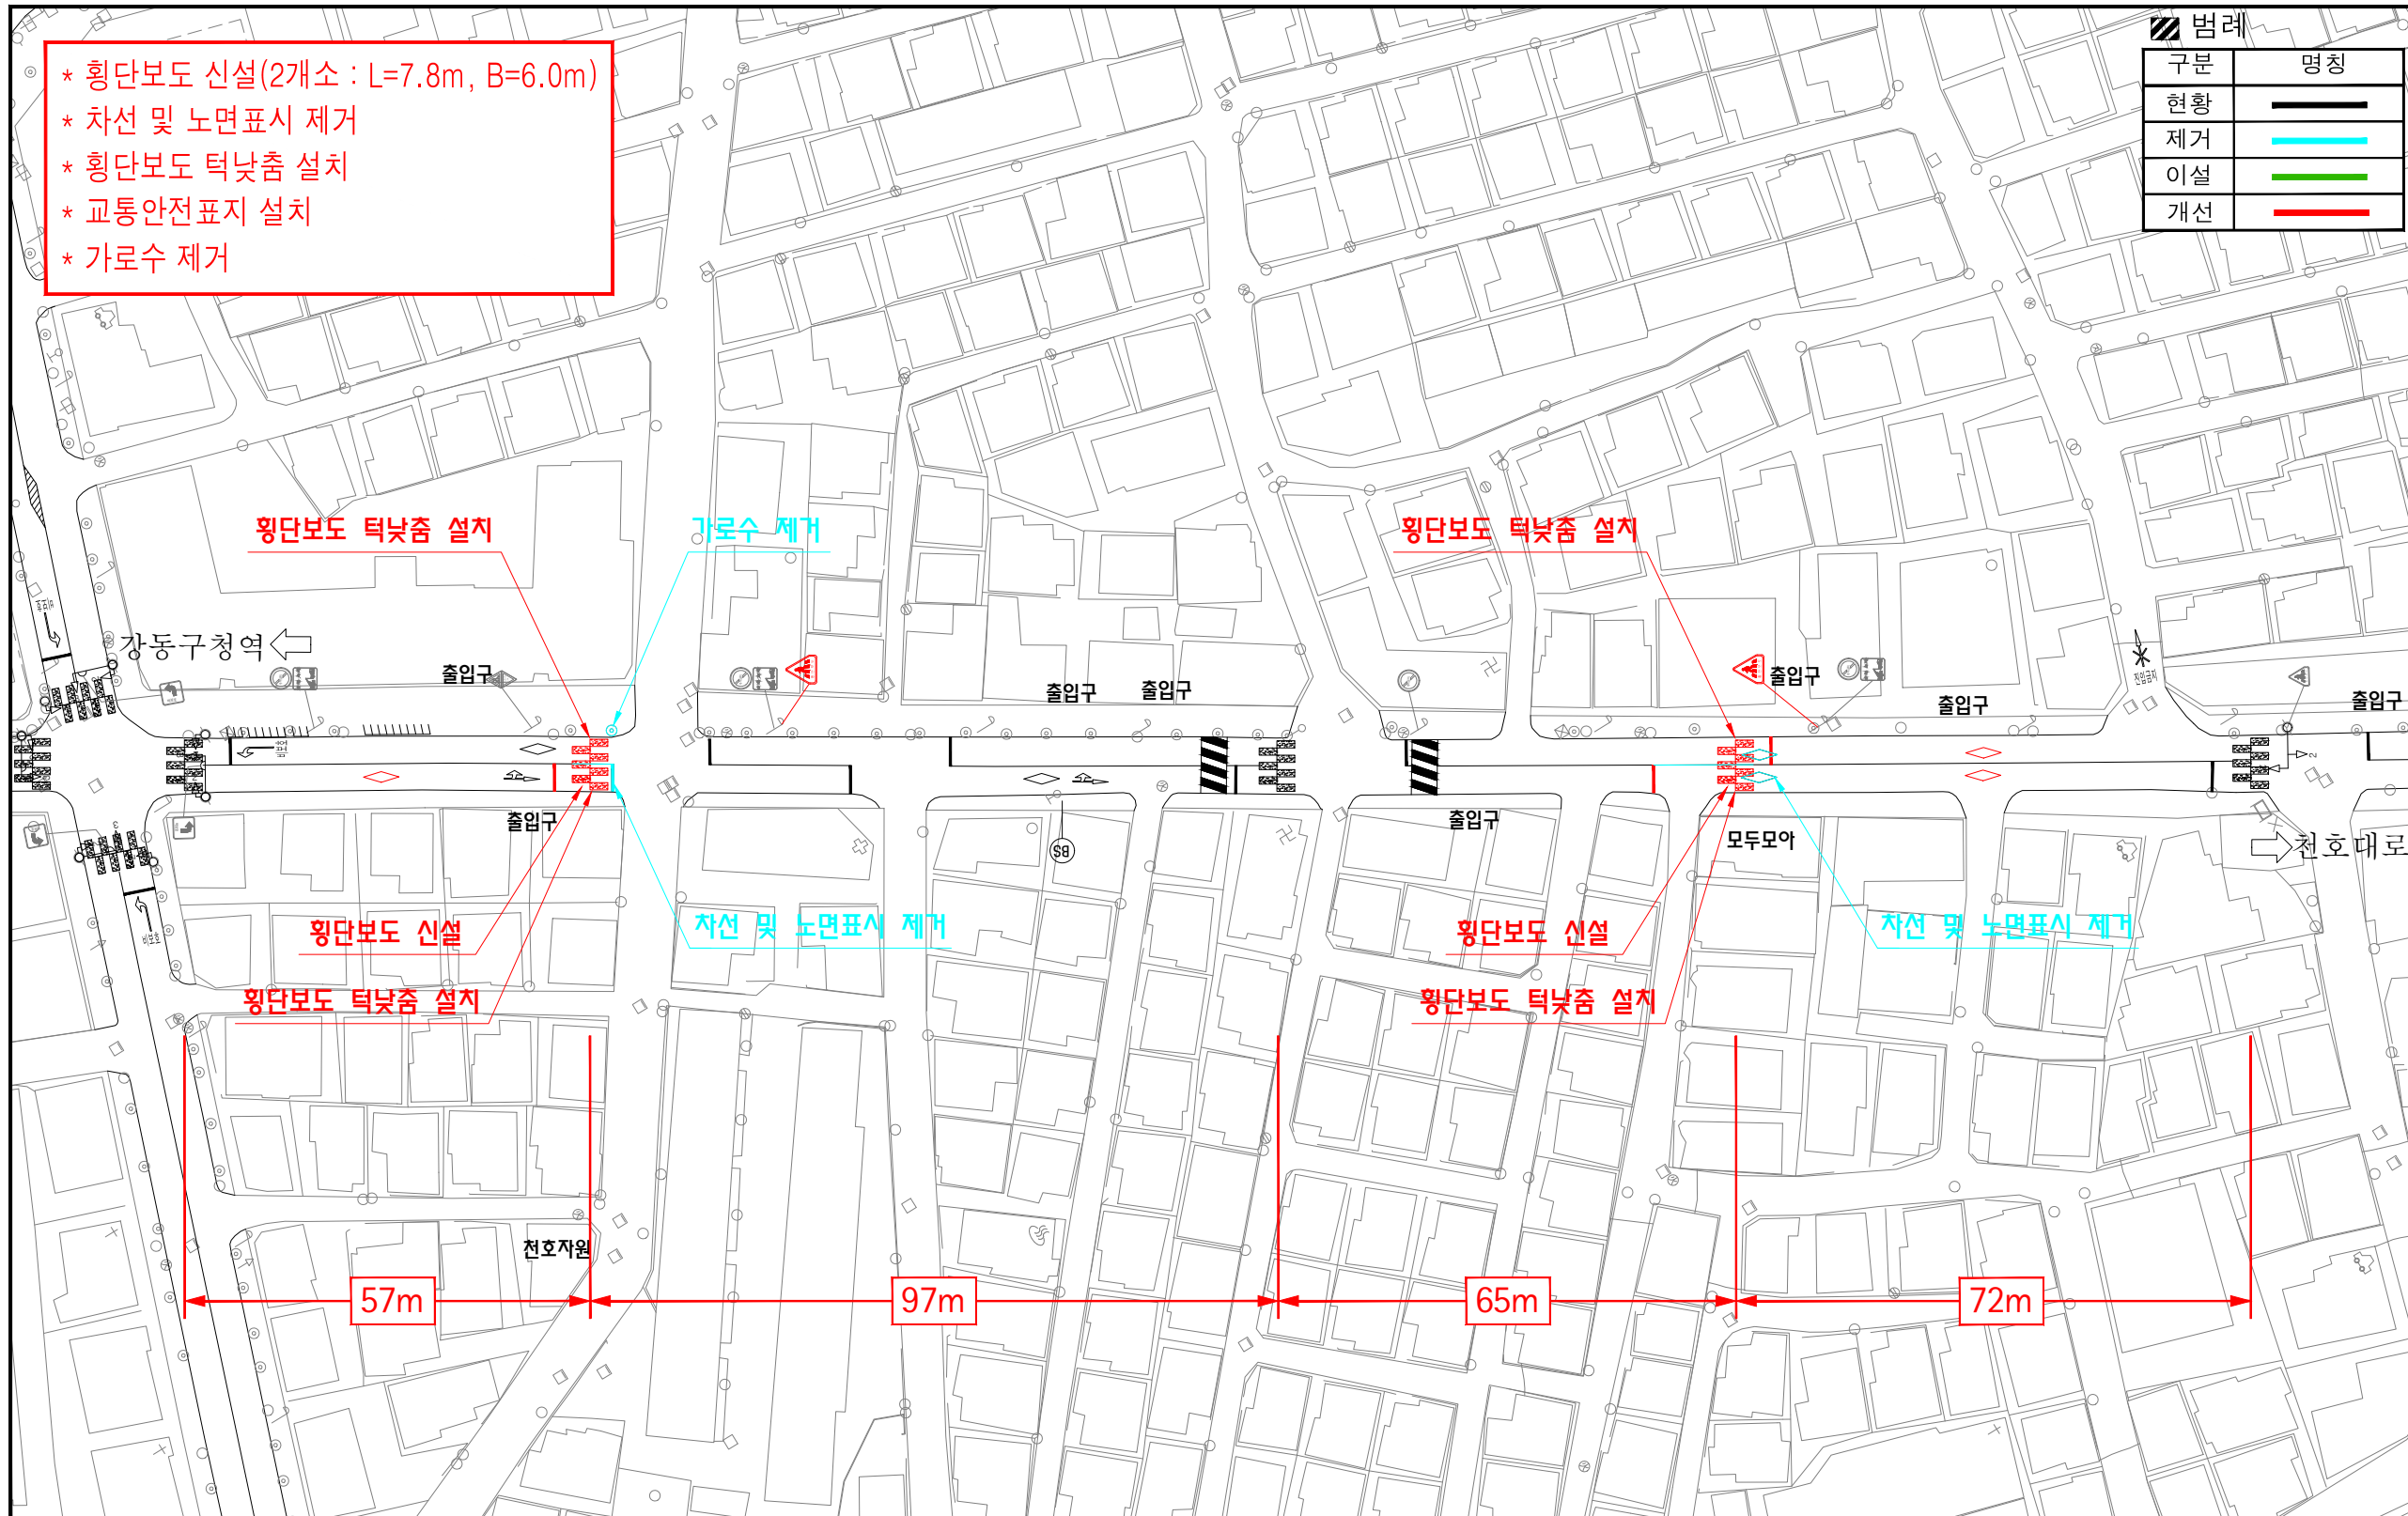 * 횡단보도 신설(2개소 : L=7.8m, B=6.0m)
* 차선 및 노면표시 제거
* 횡단보도 턱낮춤 설치
* 교통안전표지 설치
* 가로수 제거
범례
구분 명칭
현황
제거
이설
개선
횡단보도 턱낮춤 설치
가로수 제거
횡단보도 턱낮춤 설치
강동구청역
출입구
출입구
출입구
출입구
출입구
출입구
출입구
출입구
BS
모두모아
천호대로
횡단보도 신설
차선 및 노면표시 제거
횡단보도 신설
차선 및 노면표시 제거
횡단보도 턱낮춤 설치
횡단보도 턱낮춤 설치
천호자원
57m
97m
65m
72m